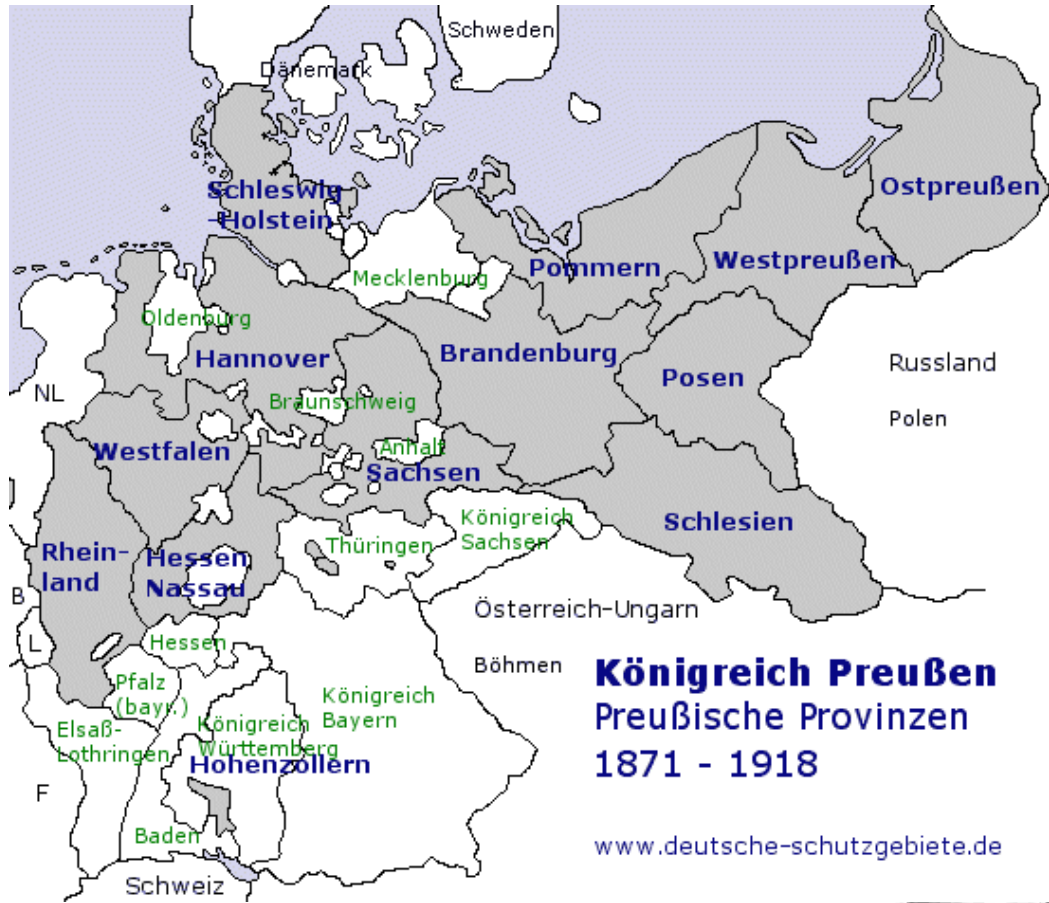 Schweden
Dänemark
Schleswig
-Holstein
Ostpreußen
Mecklenburg
Pommern
Westpreußen
Oldenburg
Hannover
Brandenburg
Posen
Russland
NL
Braunschweig
Polen
Westfalen
Anhalt
Sachsen
Königreich
Sachsen
Schlesien
Thüringen
Rhein-
land
Hessen
Nassau
B
Österreich-Ungarn
L
Hessen
Böhmen
Pfalz
(bayr.)
Königreich
Bayern
Elsaß-
Lothringen
Königreich
Württemberg
Hohenzollern
F
Baden
Schweiz
Königreich Preußen
Preußische Provinzen
1871 - 1918
www.deutsche-schutzgebiete.de